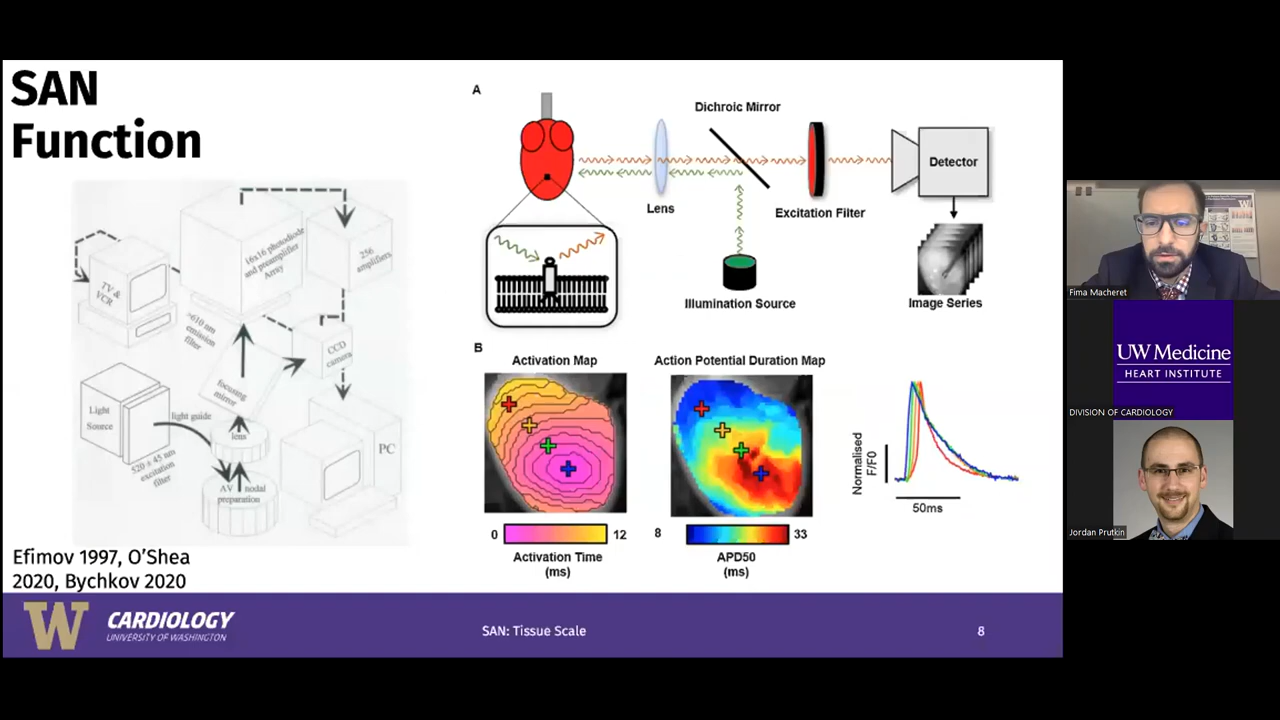 SAN
Function
16x16 photodiode
and preamplifier
Array
256
amplifiers
TV &
VCR
>610 nm
emission
filter
CCD
camera
focusing
mirror
Light
Source
light guide
lens
520 ± 45 nm
excitation
filter
AV nodal
preparation
PC
Efimov 1997, O'Shea
2020, Bychkov 2020
A
Dichroic Mirror
Detector
Lens
Excitation Filter
Illumination Source
Image Series
B
Activation Map
Action Potential Duration Map
Normalised
F/F0
50ms
0
12
8
33
Activation Time
(ms)
APD50
(ms)
W
CARDIOLOGY
UNIVERSITY OF WASHINGTON
SAN: Tissue Scale
8
Fima Macheret
UW Medicine
HEART INSTITUTE
DIVISION OF CARDIOLOGY
Jordan Prutkin